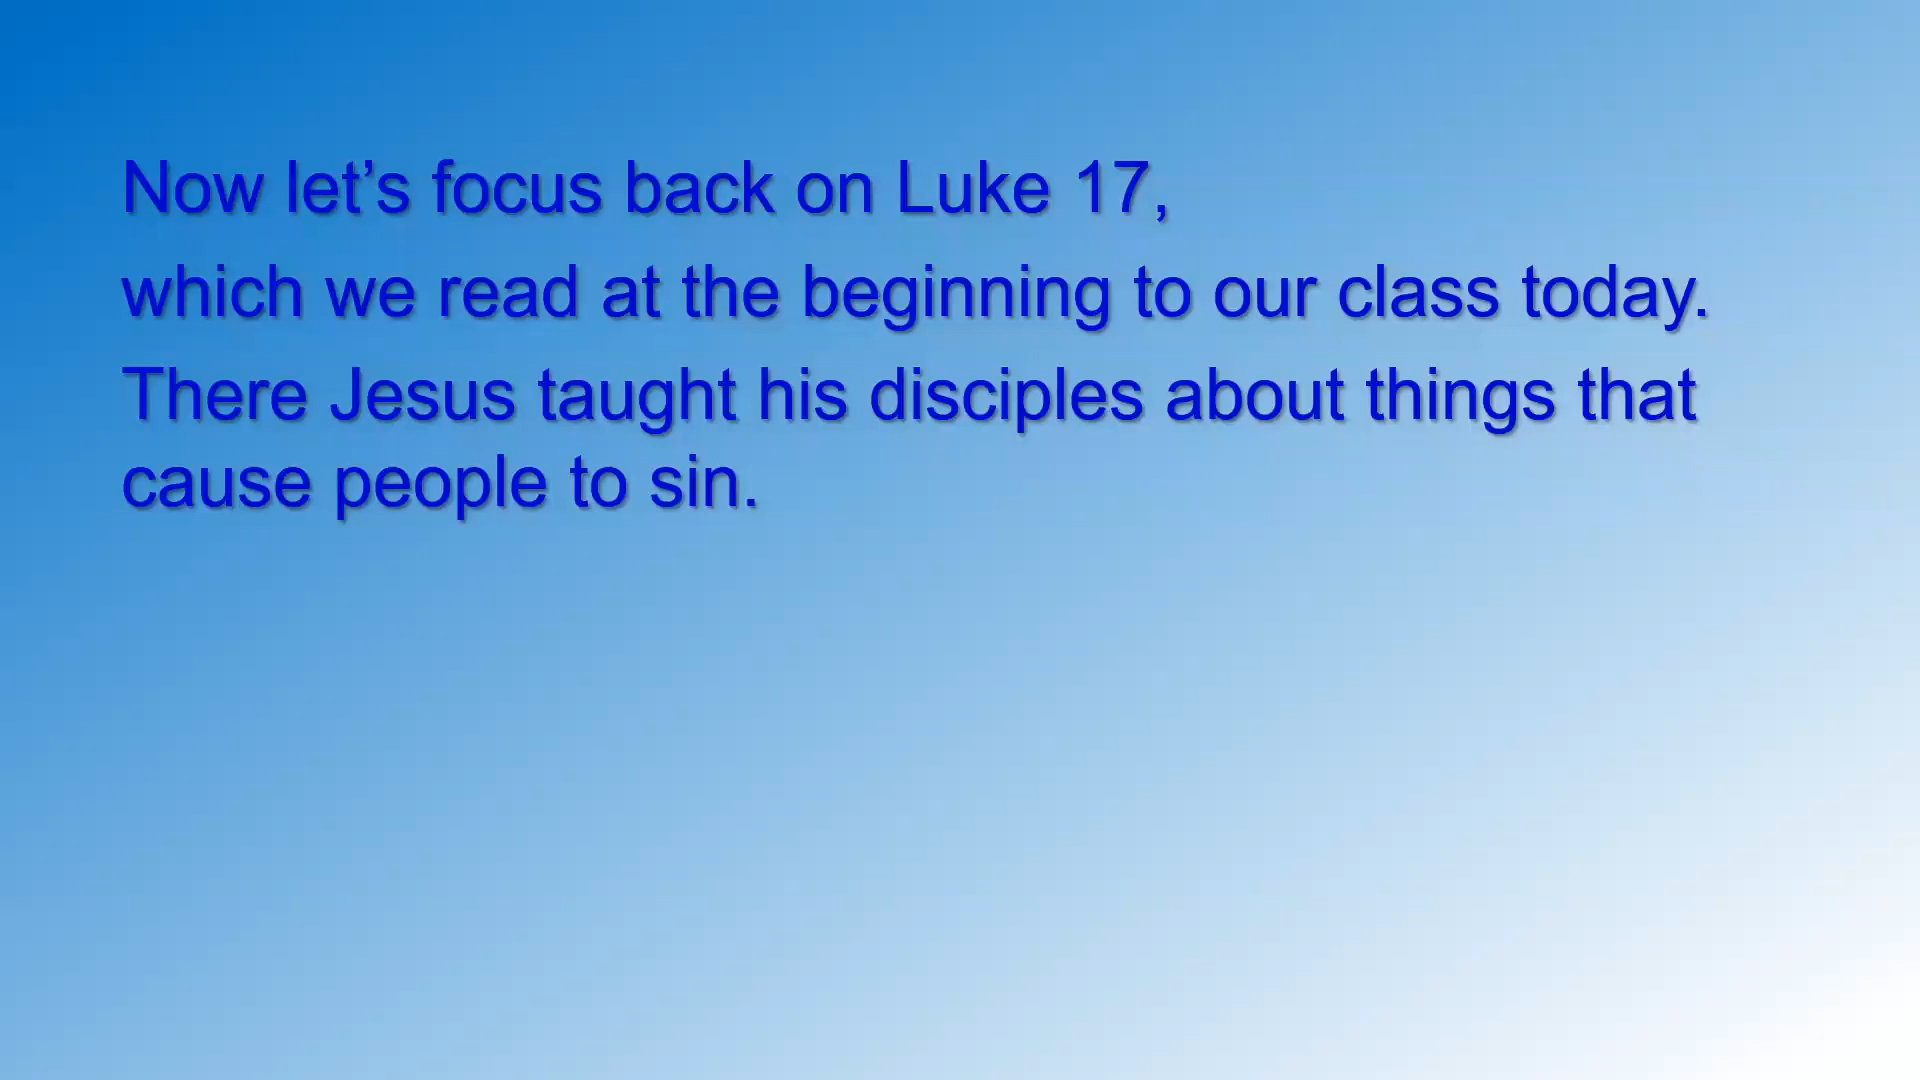 Now let’s focus back on Luke 17,
which we read at the beginning to our class today.
There Jesus taught his disciples about things that
cause people to sin.